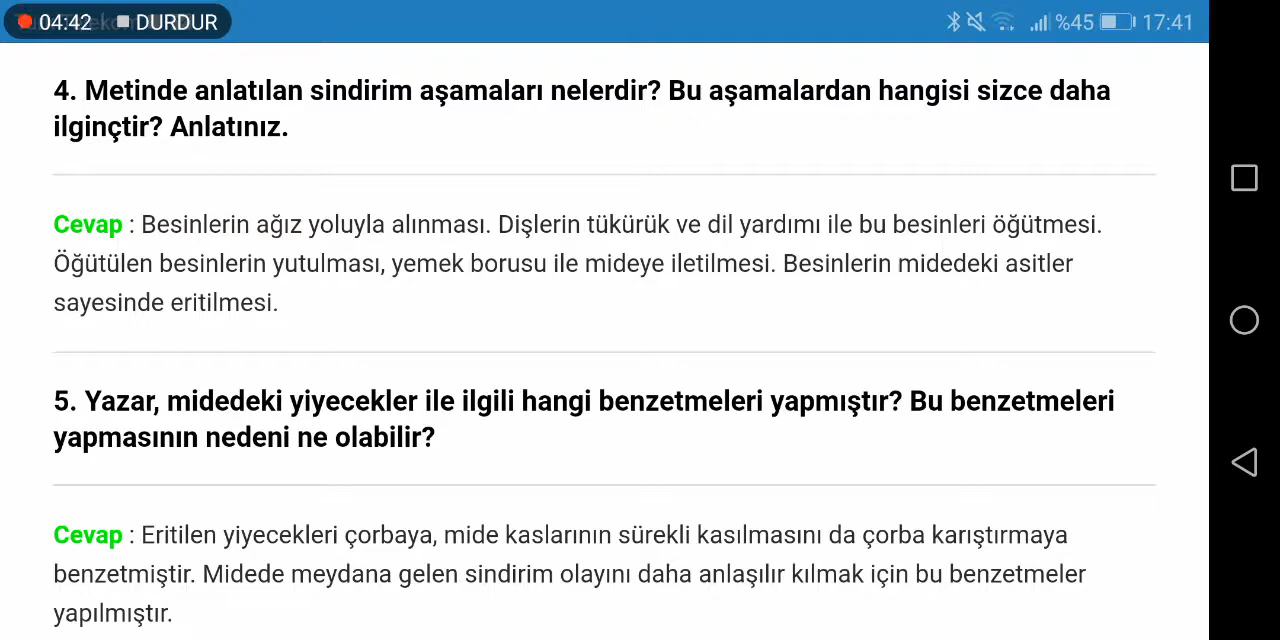 04:42 DURDUR %45 17:41
4. Metinde anlatılan sindirim aşamaları nelerdir? Bu aşamalardan hangisi sizce daha
ilginçtir? Anlatınız.
Cevap : Besinlerin ağız yoluyla alınması. Dişlerin tükürük ve dil yardımı ile bu besinleri öğütmesi.
Öğütülen besinlerin yutulması, yemek borusu ile mideye iletilmesi. Besinlerin midedeki asitler
sayesinde eritilmesi.
5. Yazar, midedeki yiyecekler ile ilgili hangi benzetmeleri yapmıştır? Bu benzetmeleri
yapmasının nedeni ne olabilir?
Cevap : Eritilen yiyecekleri çorbaya, mide kaslarının sürekli kasılmasını da çorba karıştırmaya
benzetmiştir. Midede meydana gelen sindirim olayını daha anlaşılır kılmak için bu benzetmeler
yapılmıştır.